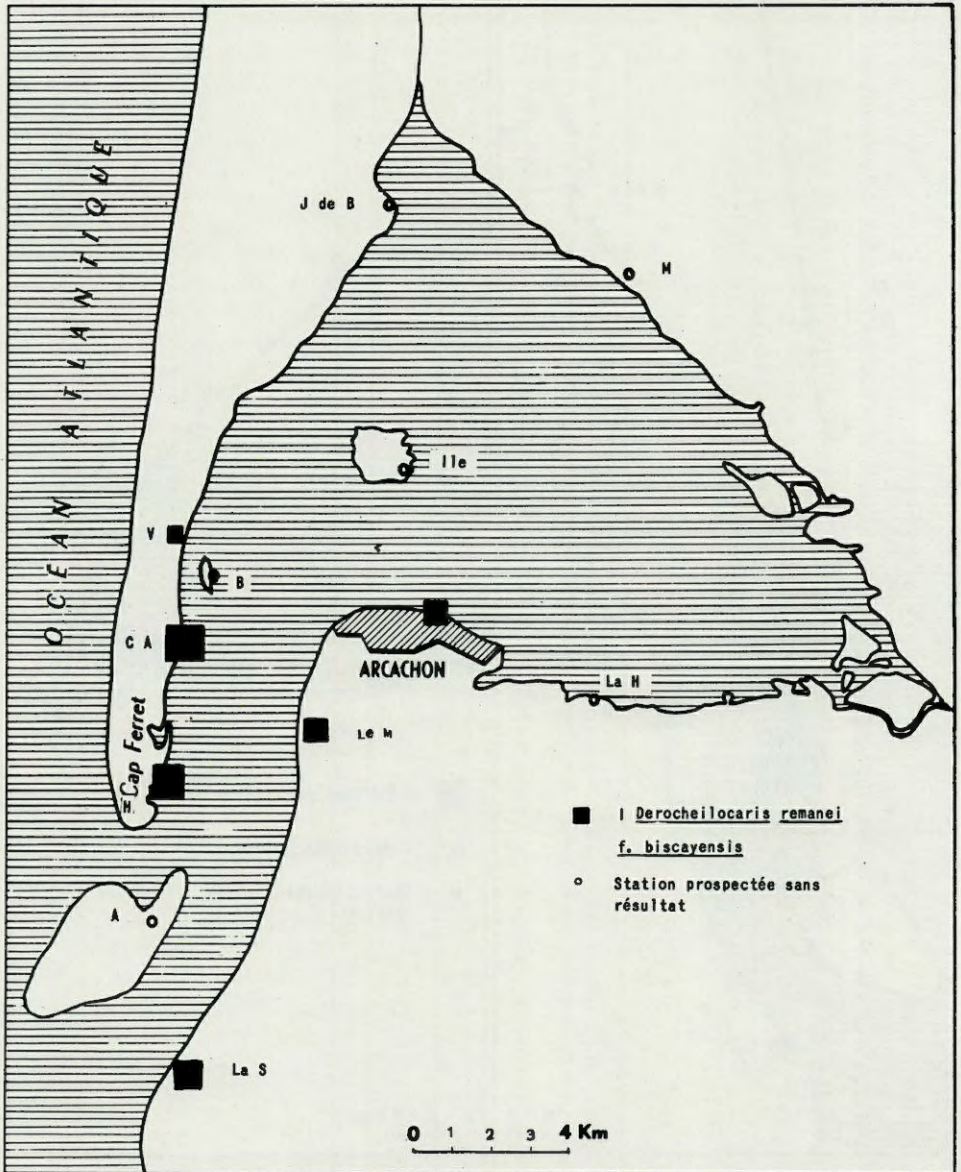 OCÉAN ATLANTIQUE
J de B
M
Ile
V
B
C A
ARCACHON
La H
Cap Ferret
Le M
H
I Derocheilocaris remanei
f. biscayensis
Station prospectée sans
résultat
A
La S
0 1 2 3 4 Km